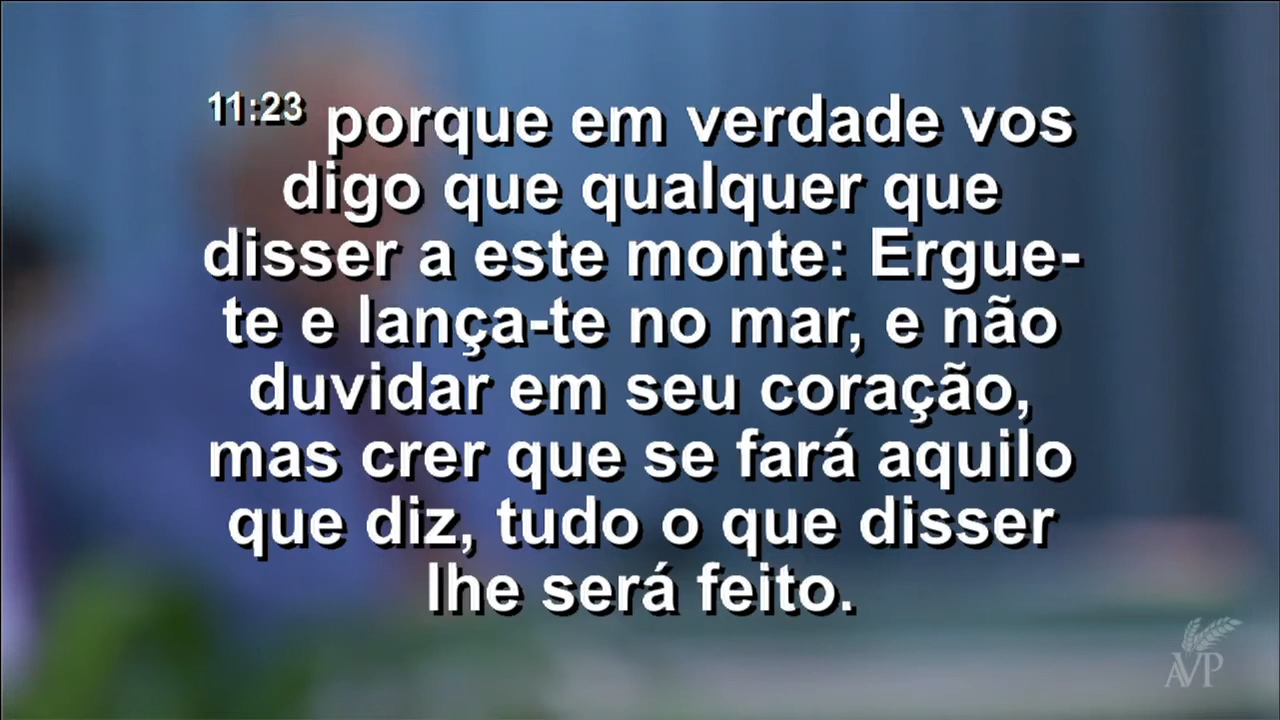 11:23 porque em verdade vos
digo que qualquer que
disser a este monte: Ergue-
te e lança-te no mar, e não
duvidar em seu coração,
mas crer que se fará aquilo
que diz, tudo o que disser
lhe será feito.
AVP